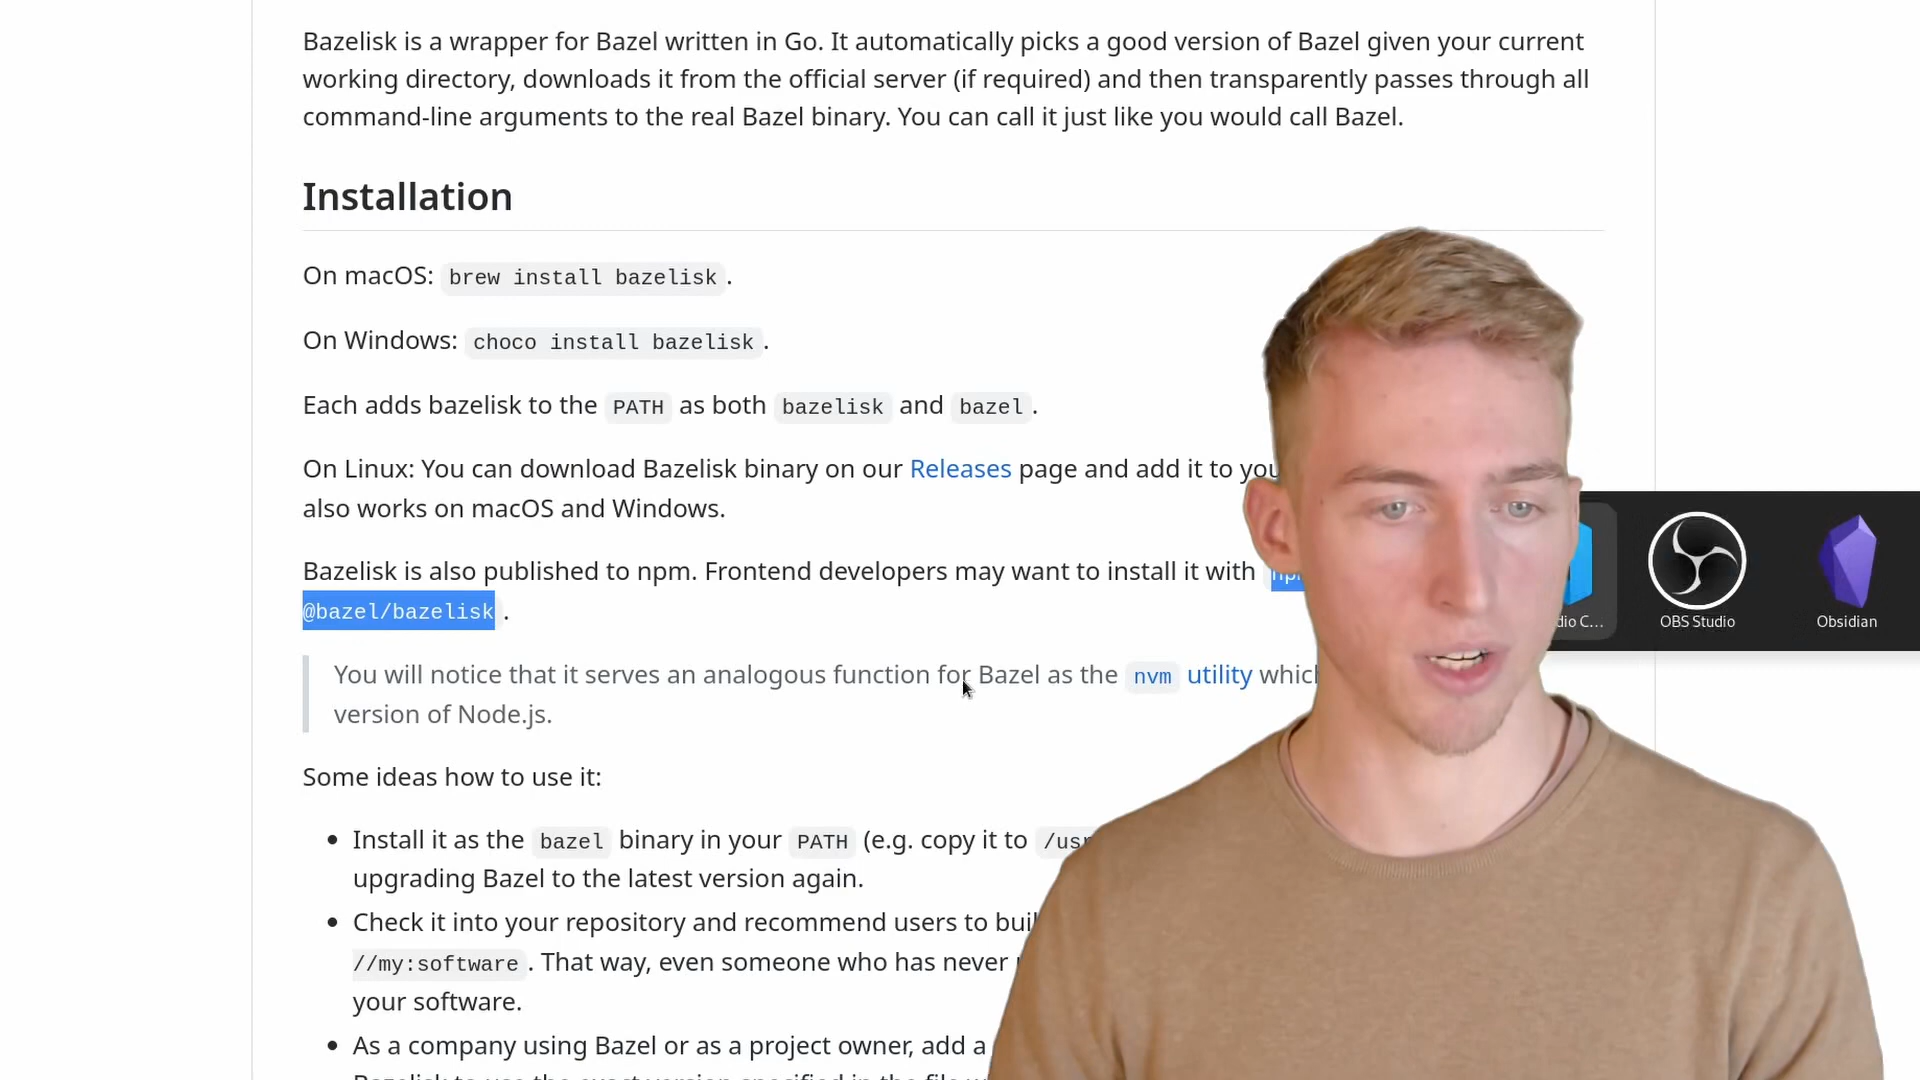 Bazelisk is a wrapper for Bazel written in Go. It automatically picks a good version of Bazel given your current
working directory, downloads it from the official server (if required) and then transparently passes through all
command-line arguments to the real Bazel binary. You can call it just like you would call Bazel.
Installation
On macOS: brew install bazelisk.
On Windows: choco install bazelisk.
Each adds bazelisk to the PATH as both bazelisk and bazel.
On Linux: You can download Bazelisk binary on our Releases page and add it to you
also works on macOS and Windows.
Bazelisk is also published to npm. Frontend developers may want to install it with
@bazel/bazelisk.
dio C...
OBS Studio
Obsidian
You will notice that it serves an analogous function for Bazel as the nvm utility which
version of Node.js.
Some ideas how to use it:
• Install it as the bazel binary in your PATH (e.g. copy it to /usr
upgrading Bazel to the latest version again.
• Check it into your repository and recommend users to buil
//my:software. That way, even someone who has never
your software.
• As a company using Bazel or as a project owner, add a